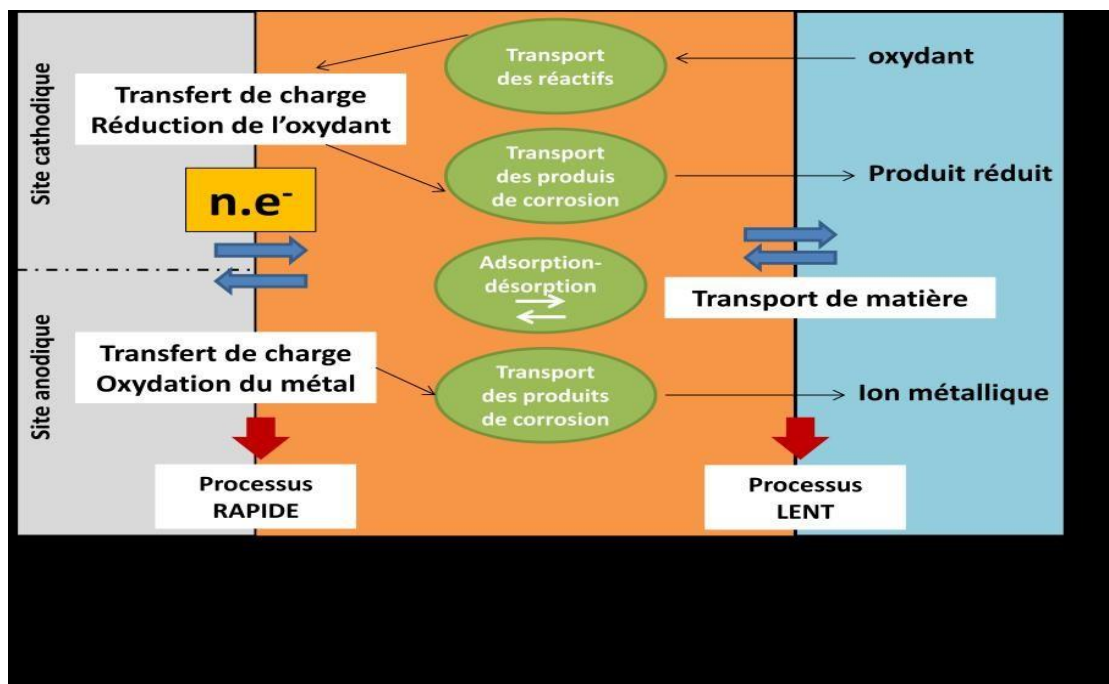 Site cathodique
Transport
des réactifs
oxydant
Transfert de charge
Réduction de l'oxydant
Transport
des produis
de corrosion
Produit réduit
n.e-
Adsorption-
désorption
Transport de matière
Site anodique
Transfert de charge
Oxydation du métal
Transport
des produits
de corrosion
Ion métallique
Processus
RAPIDE
Processus
LENT